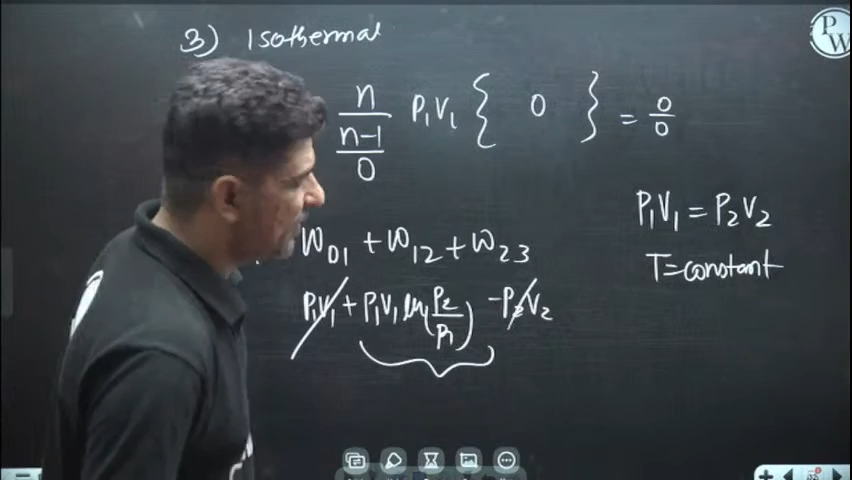 3) Isothermal
PW
n/(n-1) P₁V₁ { 0 } = 0/0
0
P₁V₁ = P₂V₂
W₀₁ + W₁₂ + W₂₃
T=constant
P₁V₁ + P₁V₁ ln(P₂/P₁) - P₂V₂